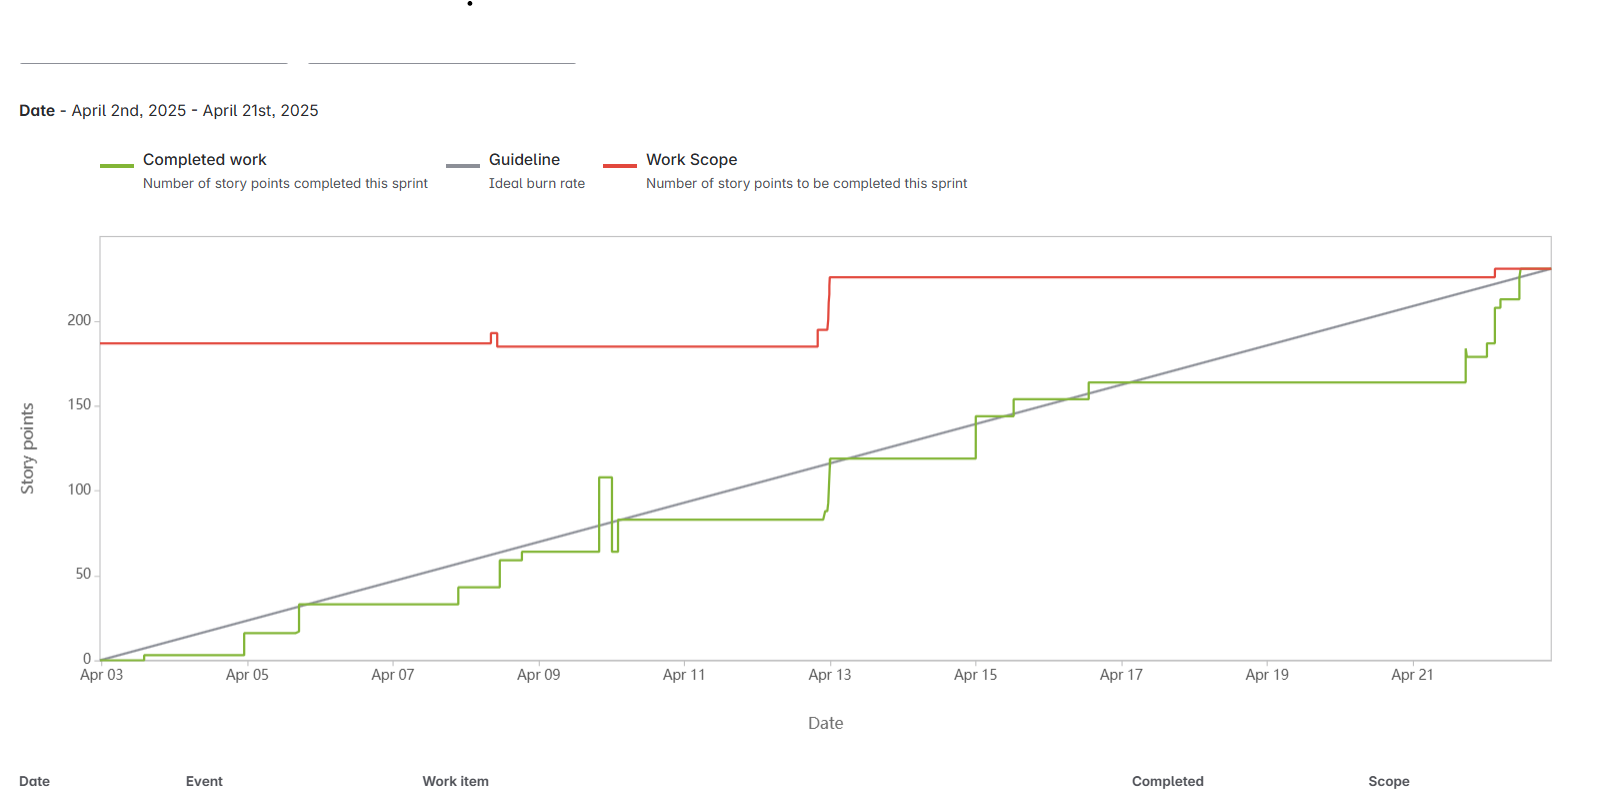 Date - April 2nd, 2025 - April 21st, 2025
Completed work
Number of story points completed this sprint
Guideline
Ideal burn rate
Work Scope
Number of story points to be completed this sprint
Story points
200
150
100
50
0
Apr 03 Apr 05 Apr 07 Apr 09 Apr 11 Apr 13 Apr 15 Apr 17 Apr 19 Apr 21
Date
Date Event Work item Completed Scope